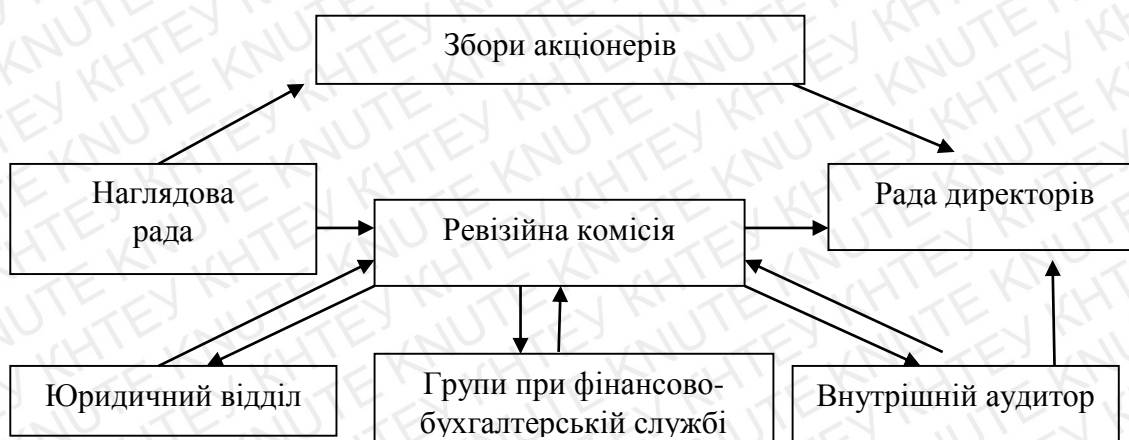 Збори акціонерів
Наглядова
рада
Рада директорів
Ревізійна комісія
Юридичний відділ
Групи при фінансово-
бухгалтерській службі
Внутрішній аудитор